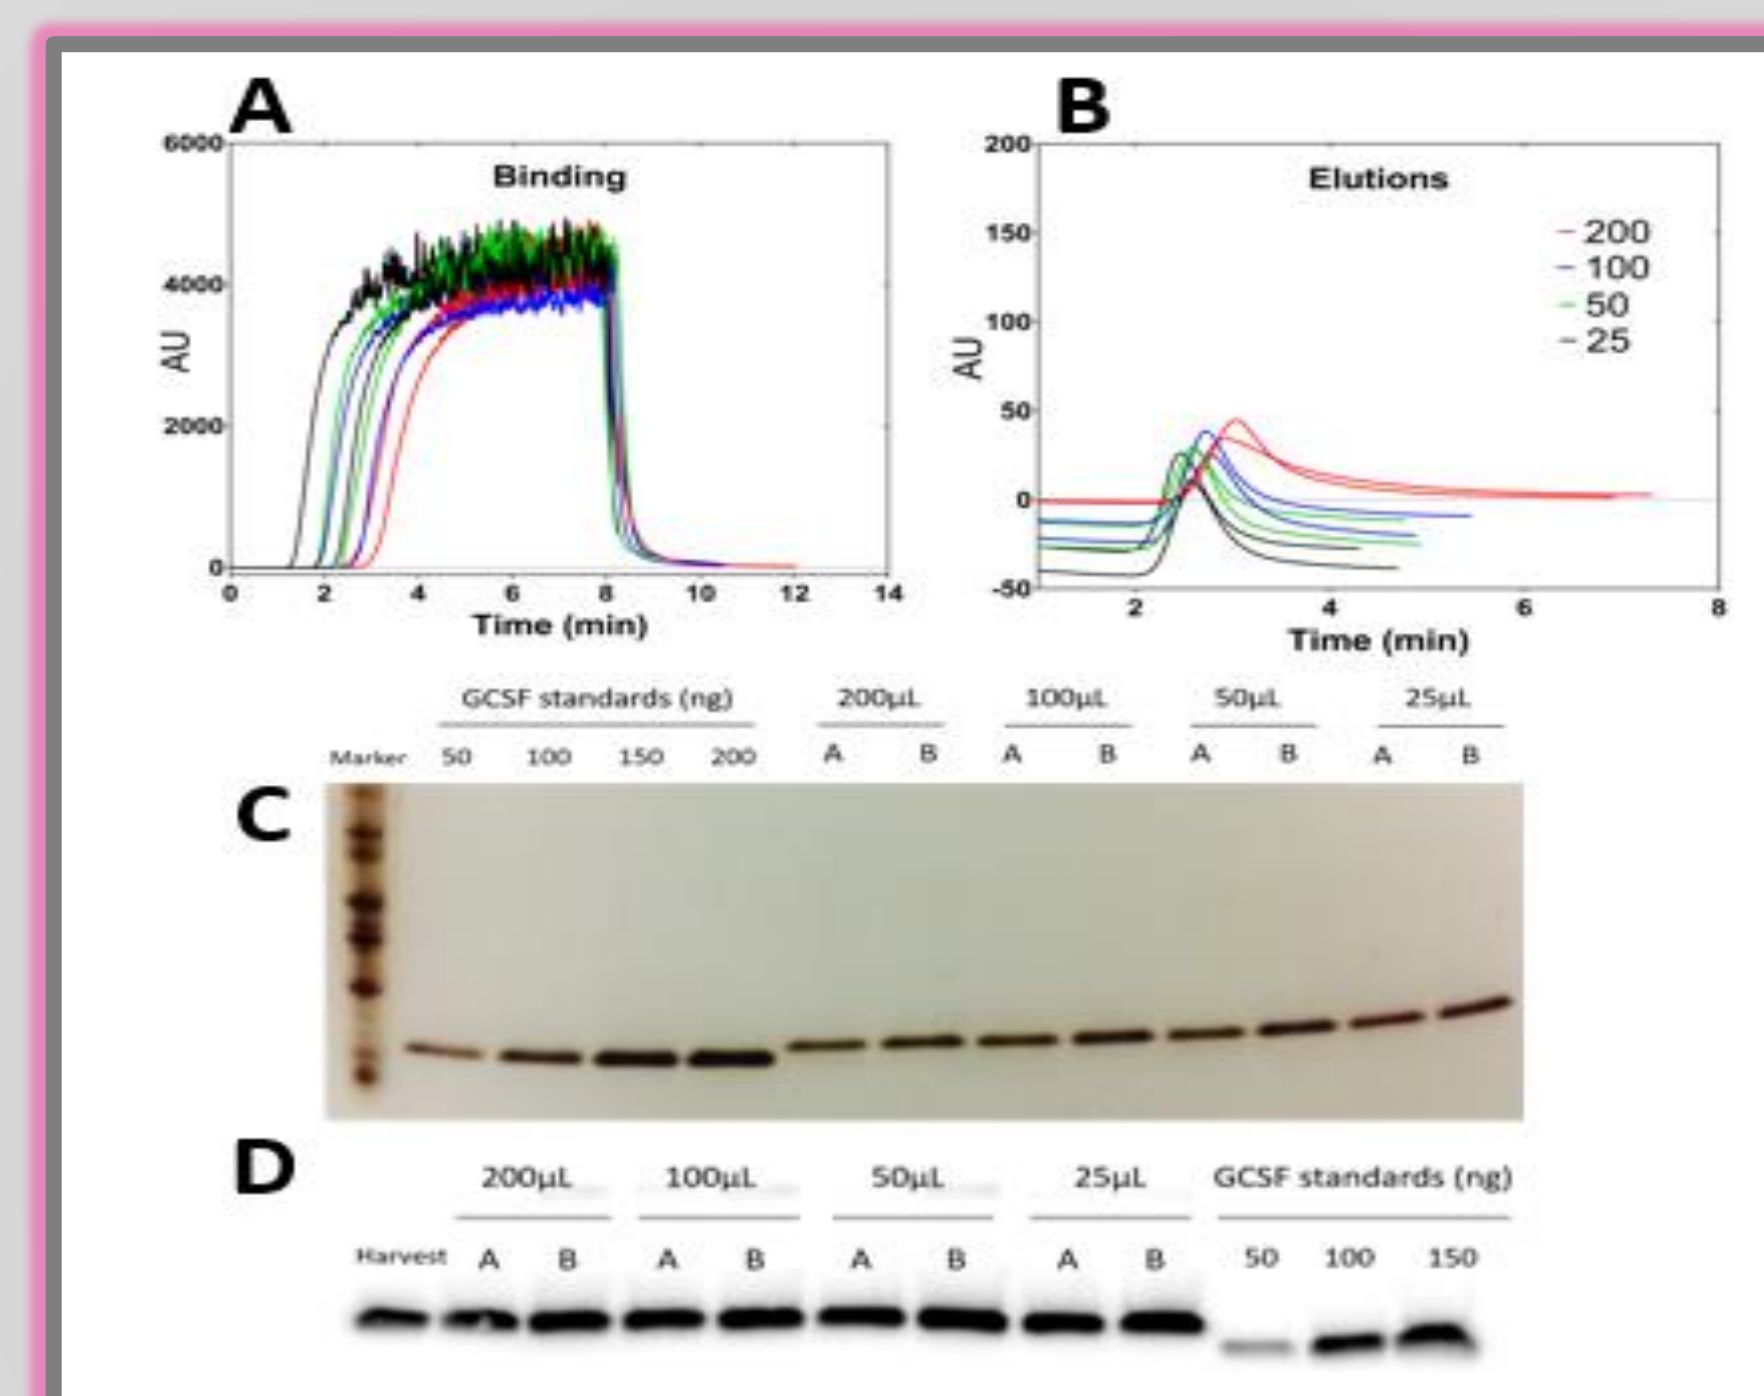 A
B
6000
Binding
4000
AU
2000
0
0 2 4 6 8 10 12 14
Time (min)
200
Elutions
150
100
AU
50
0
-50
2 4 6 8
Time (min)
200
100
50
25
GCSF standards (ng) 200µL 100µL 50µL 25µL
Marker 50 100 150 200 A B A B A B A B
C
D
200µL 100µL 50µL 25µL GCSF standards (ng)
Harvest A B A B A B A B 50 100 150